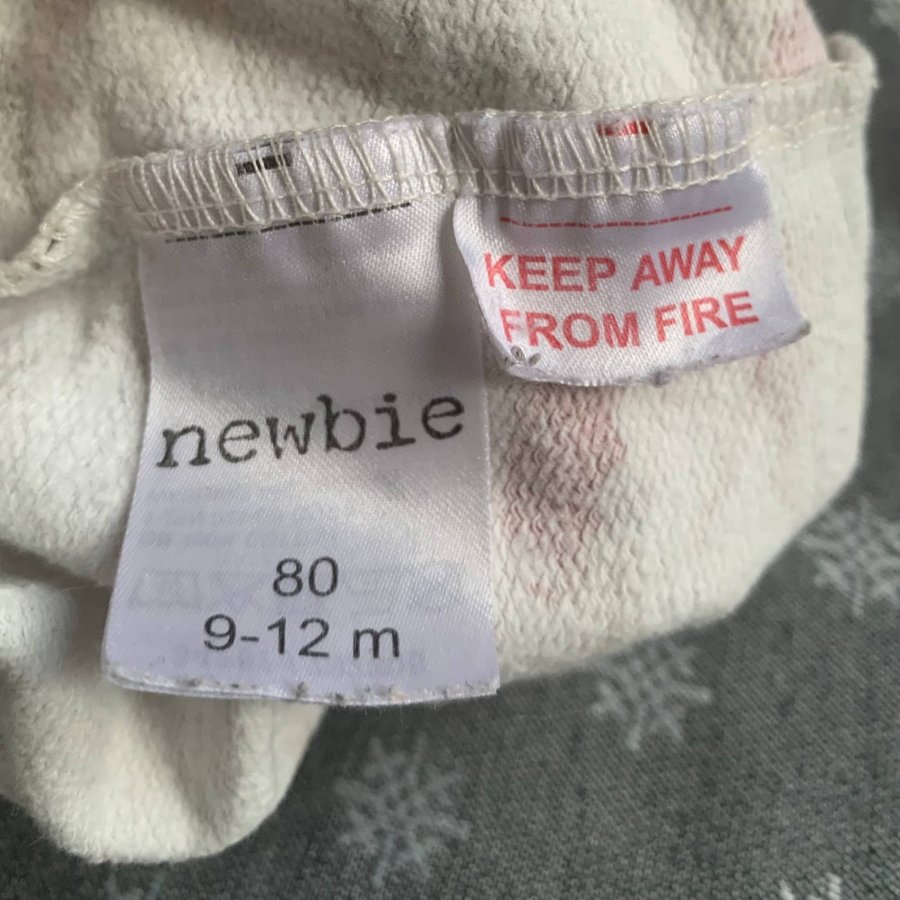 newbie
80
9-12 m
KEEP AWAY
FROM FIRE